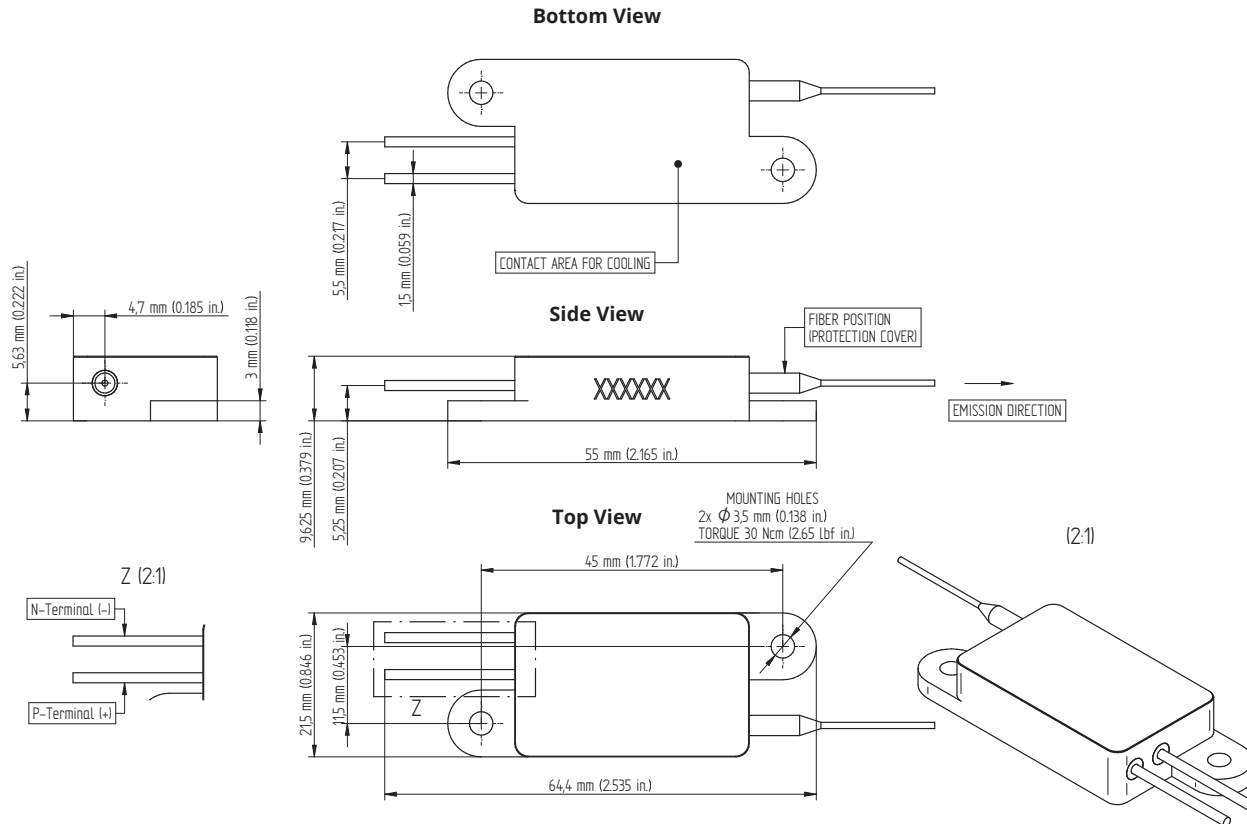 Bottom View
5,5 mm (0.217 in.)
1,5 mm (0.059 in.)
CONTACT AREA FOR COOLING
5,63 mm (0.222 in.)
4,7 mm (0.185 in.)
3 mm (0.118 in.)
Side View
FIBER POSITION
(PROTECTION COVER)
XXXXXX
EMISSION DIRECTION
9,625 mm (0.379 in.)
5,25 mm (0.207 in.)
55 mm (2.165 in.)
Top View
MOUNTING HOLES
2x Ø 3,5 mm (0.138 in.)
TORQUE 30 Ncm (2.65 lbf in.)
45 mm (1.772 in.)
(2:1)
Z (2:1)
N-Terminal (-)
P-Terminal (+)
21,5 mm (0.846 in.)
11,5 mm (0.453 in.)
Z
64,4 mm (2.535 in.)